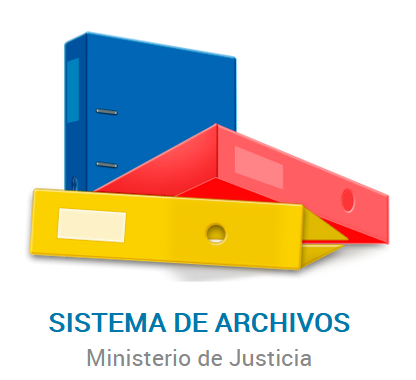 SISTEMA DE ARCHIVOS
Ministerio de Justicia